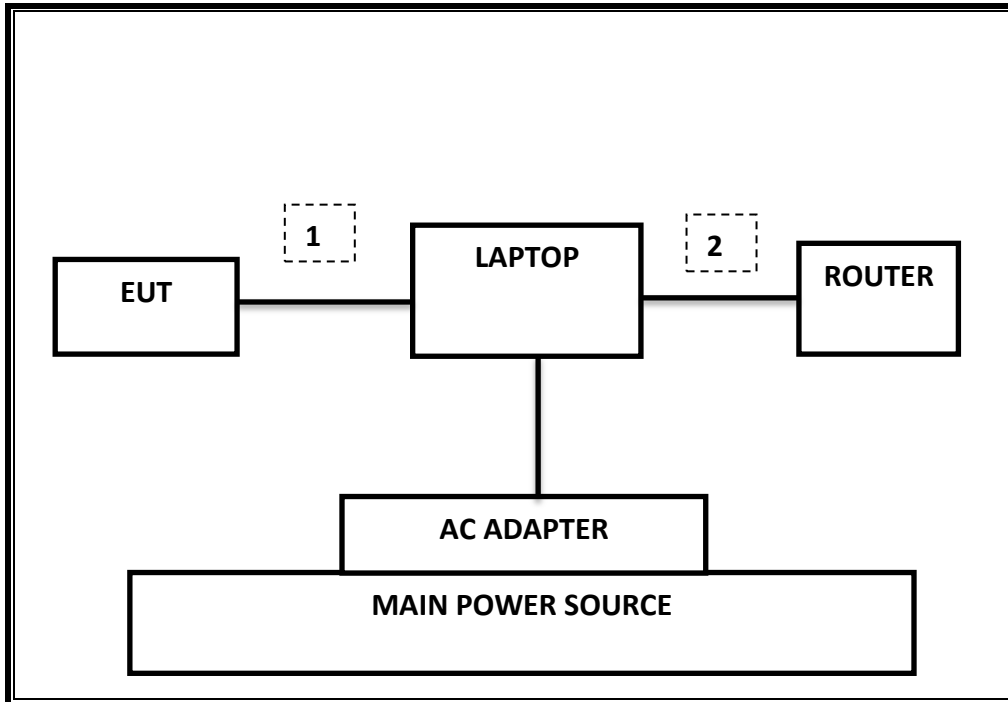 1
2
LAPTOP
ROUTER
EUT
AC ADAPTER
MAIN POWER SOURCE